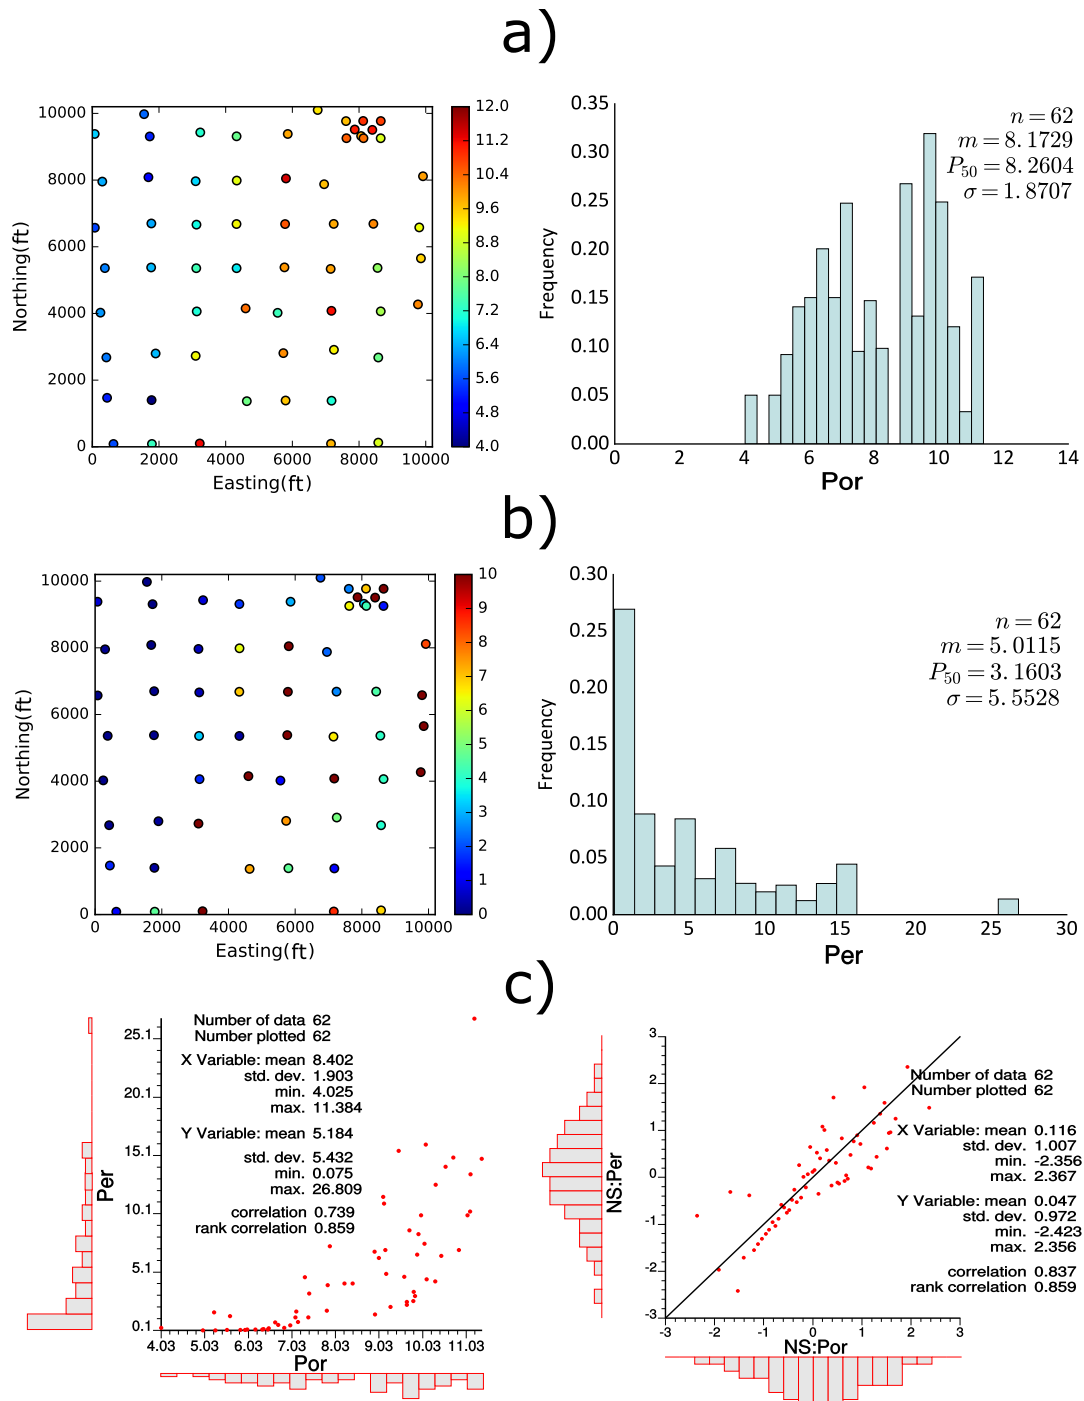 a)
10000
8000
6000
4000
2000
0
Northing(ft)
0 2000 4000 6000 8000 10000
Easting(ft)
12.0
11.2
10.4
9.6
8.8
8.0
7.2
6.4
5.6
4.8
4.0
0.35
0.30
0.25
0.20
0.15
0.10
0.05
0.00
Frequency
n = 62
m = 8.1729
P50 = 8.2604
σ = 1.8707
0 2 4 6 8 10 12 14
Por
b)
10000
8000
6000
4000
2000
0
Northing(ft)
0 2000 4000 6000 8000 10000
Easting(ft)
10
9
8
7
6
5
4
3
2
1
0
0.30
0.25
0.20
0.15
0.10
0.05
0.00
Frequency
n = 62
m = 5.0115
P50 = 3.1603
σ = 5.5528
0 5 10 15 20 25 30
Per
c)
25.1
20.1
15.1
10.1
5.1
0.1
Per
Number of data 62
Number plotted 62
X Variable: mean 8.402
std. dev. 1.903
min. 4.025
max. 11.384
Y Variable: mean 5.184
std. dev. 5.432
min. 0.075
max. 26.809
correlation 0.739
rank correlation 0.859
4.03 5.03 6.03 7.03 8.03 9.03 10.03 11.03
Por
3
2
1
0
-1
-2
-3
NS:Per
Number of data 62
Number plotted 62
X Variable: mean 0.116
std. dev. 1.007
min. -2.356
max. 2.367
Y Variable: mean 0.047
std. dev. 0.972
min. -2.423
max. 2.356
correlation 0.837
rank correlation 0.859
-3 -2 -1 0 1 2 3
NS:Por